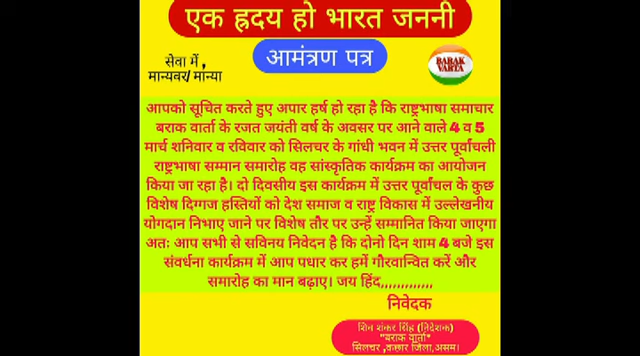 एक ह्रदय हो भारत जननी
आमंत्रण पत्र
सेवा में ,
मान्यवर/ मान्या
BARAK
VARTA
आपको सूचित करते हुए अपार हर्ष हो रहा है कि राष्ट्रभाषा समाचार
बराक वार्ता के रजत जयंती वर्ष के अवसर पर आने वाले 4 व 5
मार्च शनिवार व रविवार को सिलचर के गांधी भवन में उत्तर पूर्वांचली
राष्ट्रभाषा सम्मान समारोह वह सांस्कृतिक कार्यक्रम का आयोजन
किया जा रहा है। दो दिवसीय इस कार्यक्रम में उत्तर पूर्वांचल के कुछ
विशेष दिग्गज हस्तियों को देश समाज व राष्ट्र विकास में उल्लेखनीय
योगदान निभाए जाने पर विशेष तौर पर उन्हें सम्मानित किया जाएगा
अतः आप सभी से सविनय निवेदन है कि दोनो दिन शाम 4 बजे इस
संवर्धना कार्यक्रम में आप पधार कर हमें गौरवान्वित करें और
समारोह का मान बढ़ाए। जय हिंद,,,,,,,,,,,,,
निवेदक
शिव शंकर सिंह (निदेशक)
"बराक वार्ता"
सिलचर ,कछार जिला,असम।